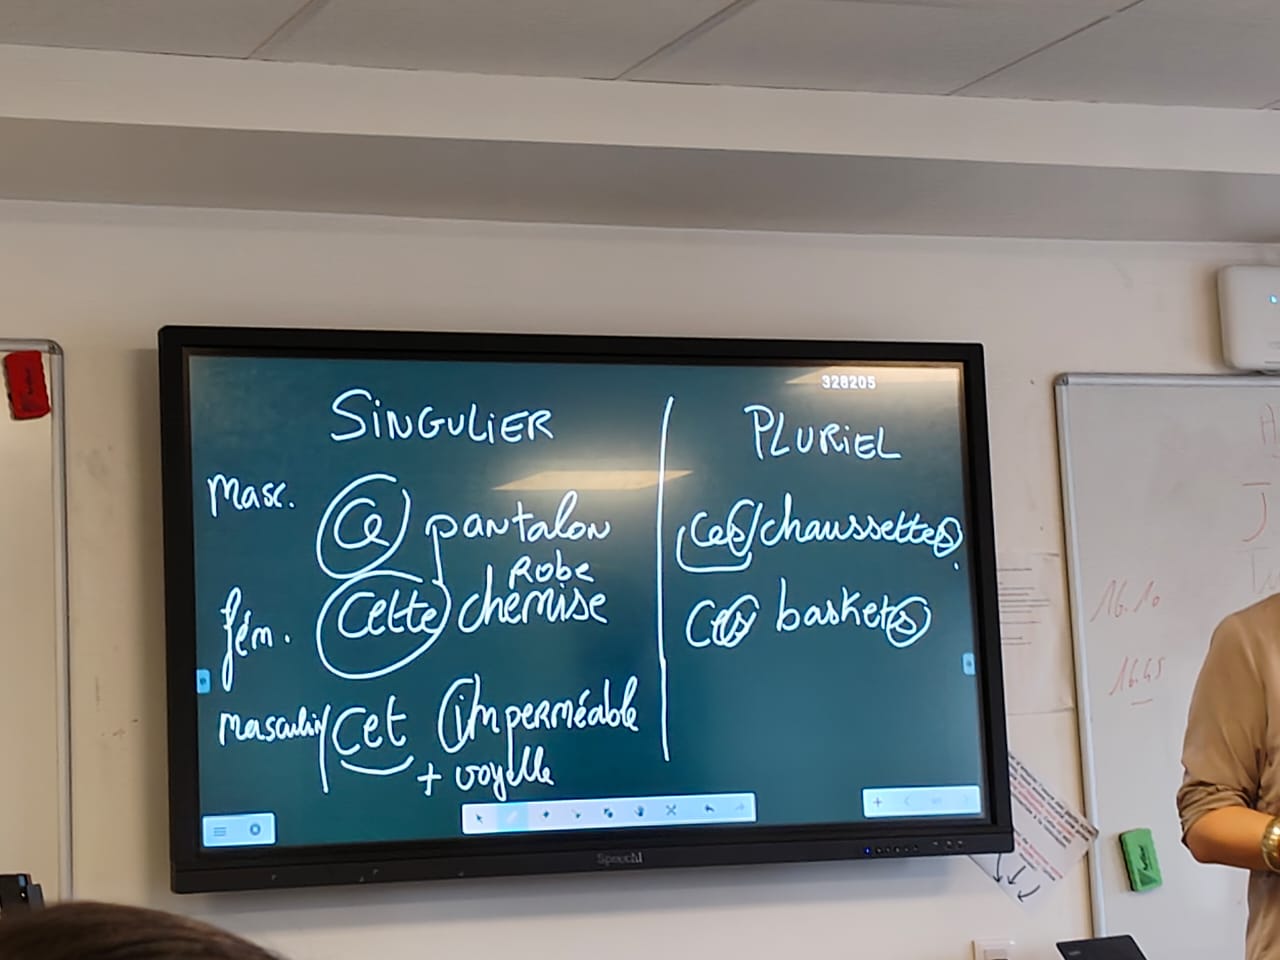 328205
SINGULIER
PLURIEL
Masc.
Ce pantalon
Robe
fém.
Cette chemise
Masculin
Cet imperméable
+ voyelle
Ces chaussettes
Ces baskets
SpeechI
16.10
16.45